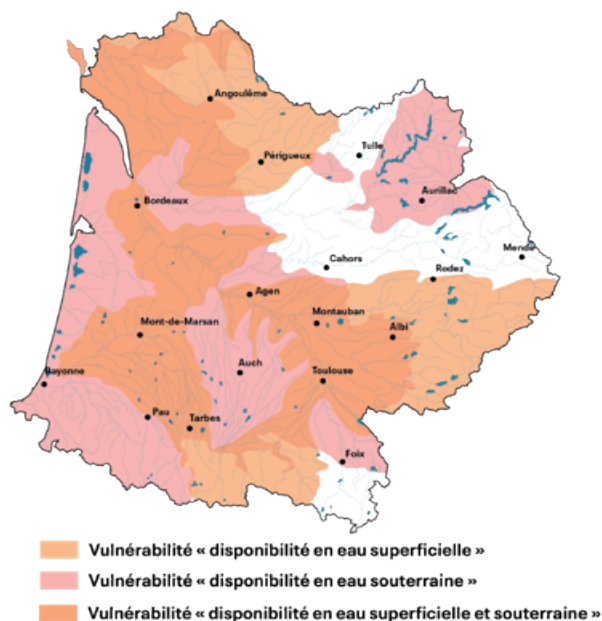 Angoulême
Tulle
Périgueux
Aurillac
Bordeaux
Mende
Cahors
Rodez
Agen
Montauban
Mont-de-Marsan
Albi
Auch
Toulouse
Bayonne
Pau
Tarbes
Foix
Vulnérabilité « disponibilité en eau superficielle »
Vulnérabilité « disponibilité en eau souterraine »
Vulnérabilité « disponibilité en eau superficielle et souterraine »